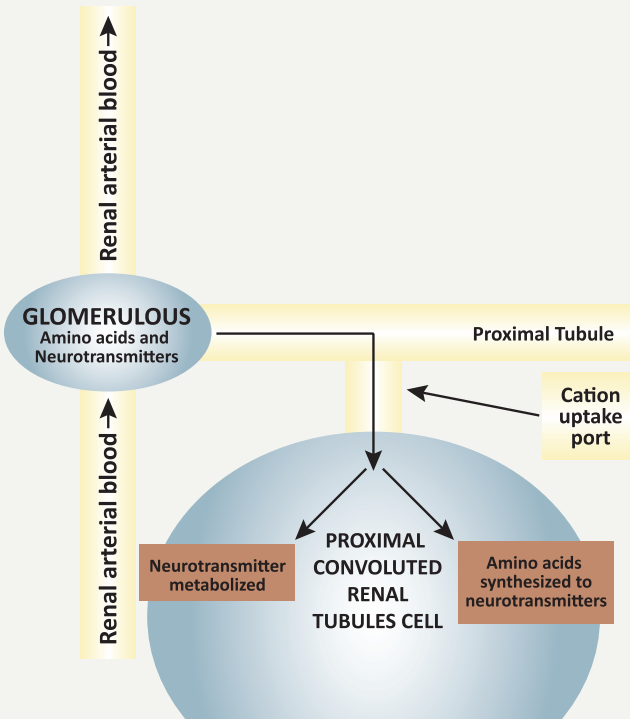 Renal arterial blood
GLOMERULOUS
Amino acids and
Neurotransmitters
Proximal Tubule
Cation
uptake
port
Renal arterial blood
Neurotransmitter
metabolized
PROXIMAL
CONVOLUTED
RENAL
TUBULES CELL
Amino acids
synthesized to
neurotransmitters